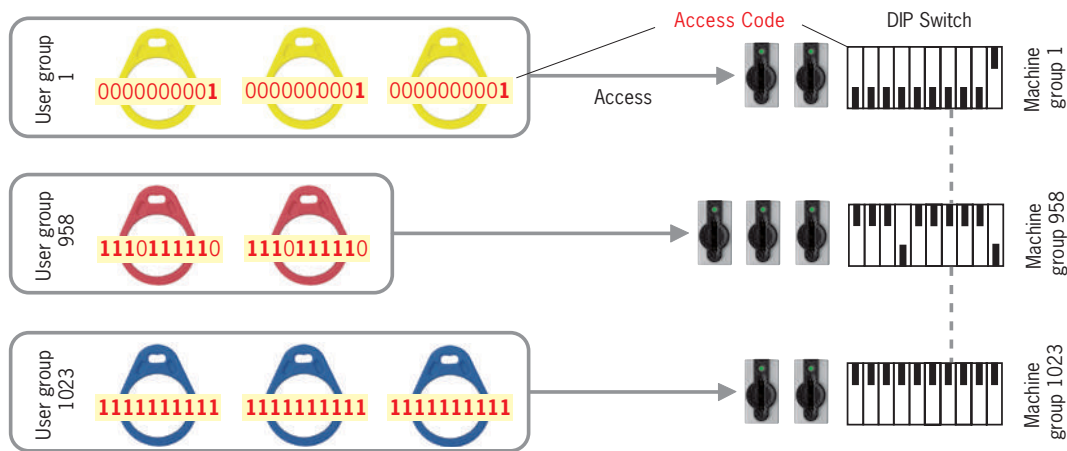 Access Code
DIP Switch
User group
1
0000000001
0000000001
0000000001
Access
Machine
group 1
User group
958
1110111110
1110111110
Machine
group 958
User group
1023
1111111111
1111111111
1111111111
Machine
group 1023